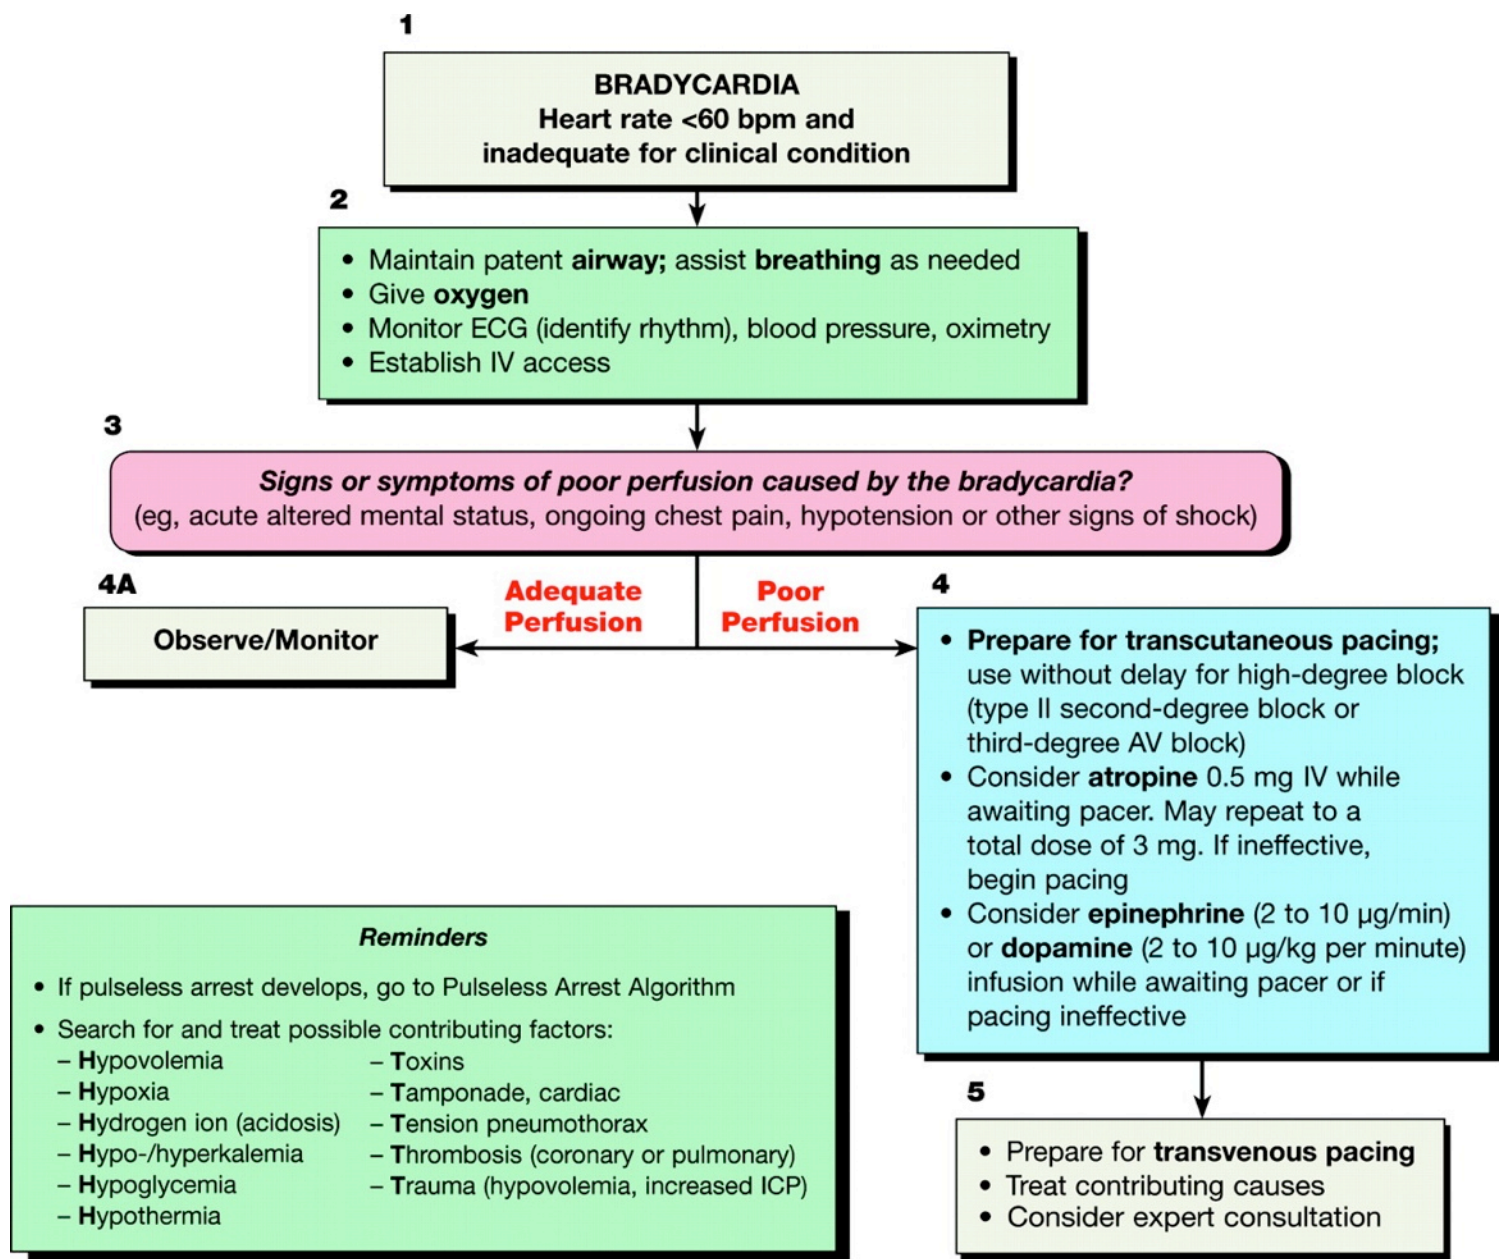 1
BRADYCARDIA
Heart rate <60 bpm and
inadequate for clinical condition
2
• Maintain patent airway; assist breathing as needed
• Give oxygen
• Monitor ECG (identify rhythm), blood pressure, oximetry
• Establish IV access
3
Signs or symptoms of poor perfusion caused by the bradycardia?
(eg, acute altered mental status, ongoing chest pain, hypotension or other signs of shock)
4A
Observe/Monitor
Adequate
Perfusion
Poor
Perfusion
4
• Prepare for transcutaneous pacing;
use without delay for high-degree block
(type II second-degree block or
third-degree AV block)
• Consider atropine 0.5 mg IV while
awaiting pacer. May repeat to a
total dose of 3 mg. If ineffective,
begin pacing
• Consider epinephrine (2 to 10 µg/min)
or dopamine (2 to 10 µg/kg per minute)
infusion while awaiting pacer or if
pacing ineffective
5
• Prepare for transvenous pacing
• Treat contributing causes
• Consider expert consultation
Reminders
• If pulseless arrest develops, go to Pulseless Arrest Algorithm
• Search for and treat possible contributing factors:
– Hypovolemia
– Hypoxia
– Hydrogen ion (acidosis)
– Hypo-/hyperkalemia
– Hypoglycemia
– Hypothermia
– Toxins
– Tamponade, cardiac
– Tension pneumothorax
– Thrombosis (coronary or pulmonary)
– Trauma (hypovolemia, increased ICP)